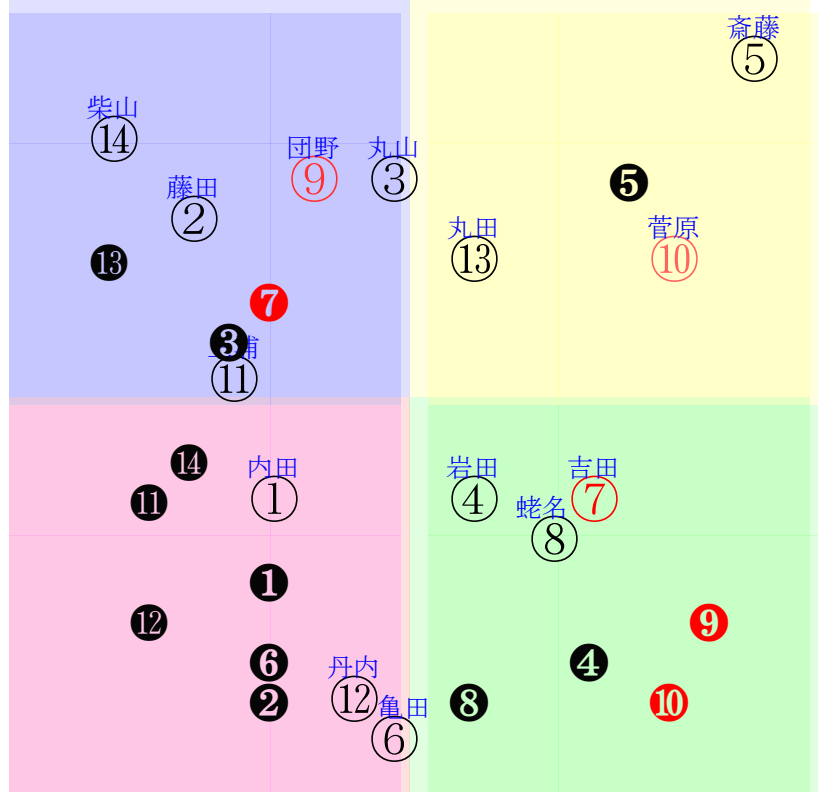 斎藤
⑤
柴山
⑭
団野
⑨
丸山
③
❺
藤田
②
丸田
⑬
菅原
⑩
⓭
❼
❸
浦
⑪
⓮
内田
①
岩田
④
吉田
⑦
⓫
蛯名
⑧
❶
⓬
❾
❻
丹内
⑫
❹
❷
亀田
⑥
❽
❿